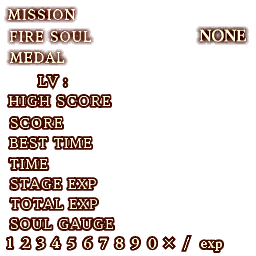 MISSION
FIRE SOUL NONE
MEDAL
LV :
HIGH SCORE
SCORE
BEST TIME
TIME
STAGE EXP
TOTAL EXP
SOUL GAUGE
1 2 3 4 5 6 7 8 9 0 × / exp